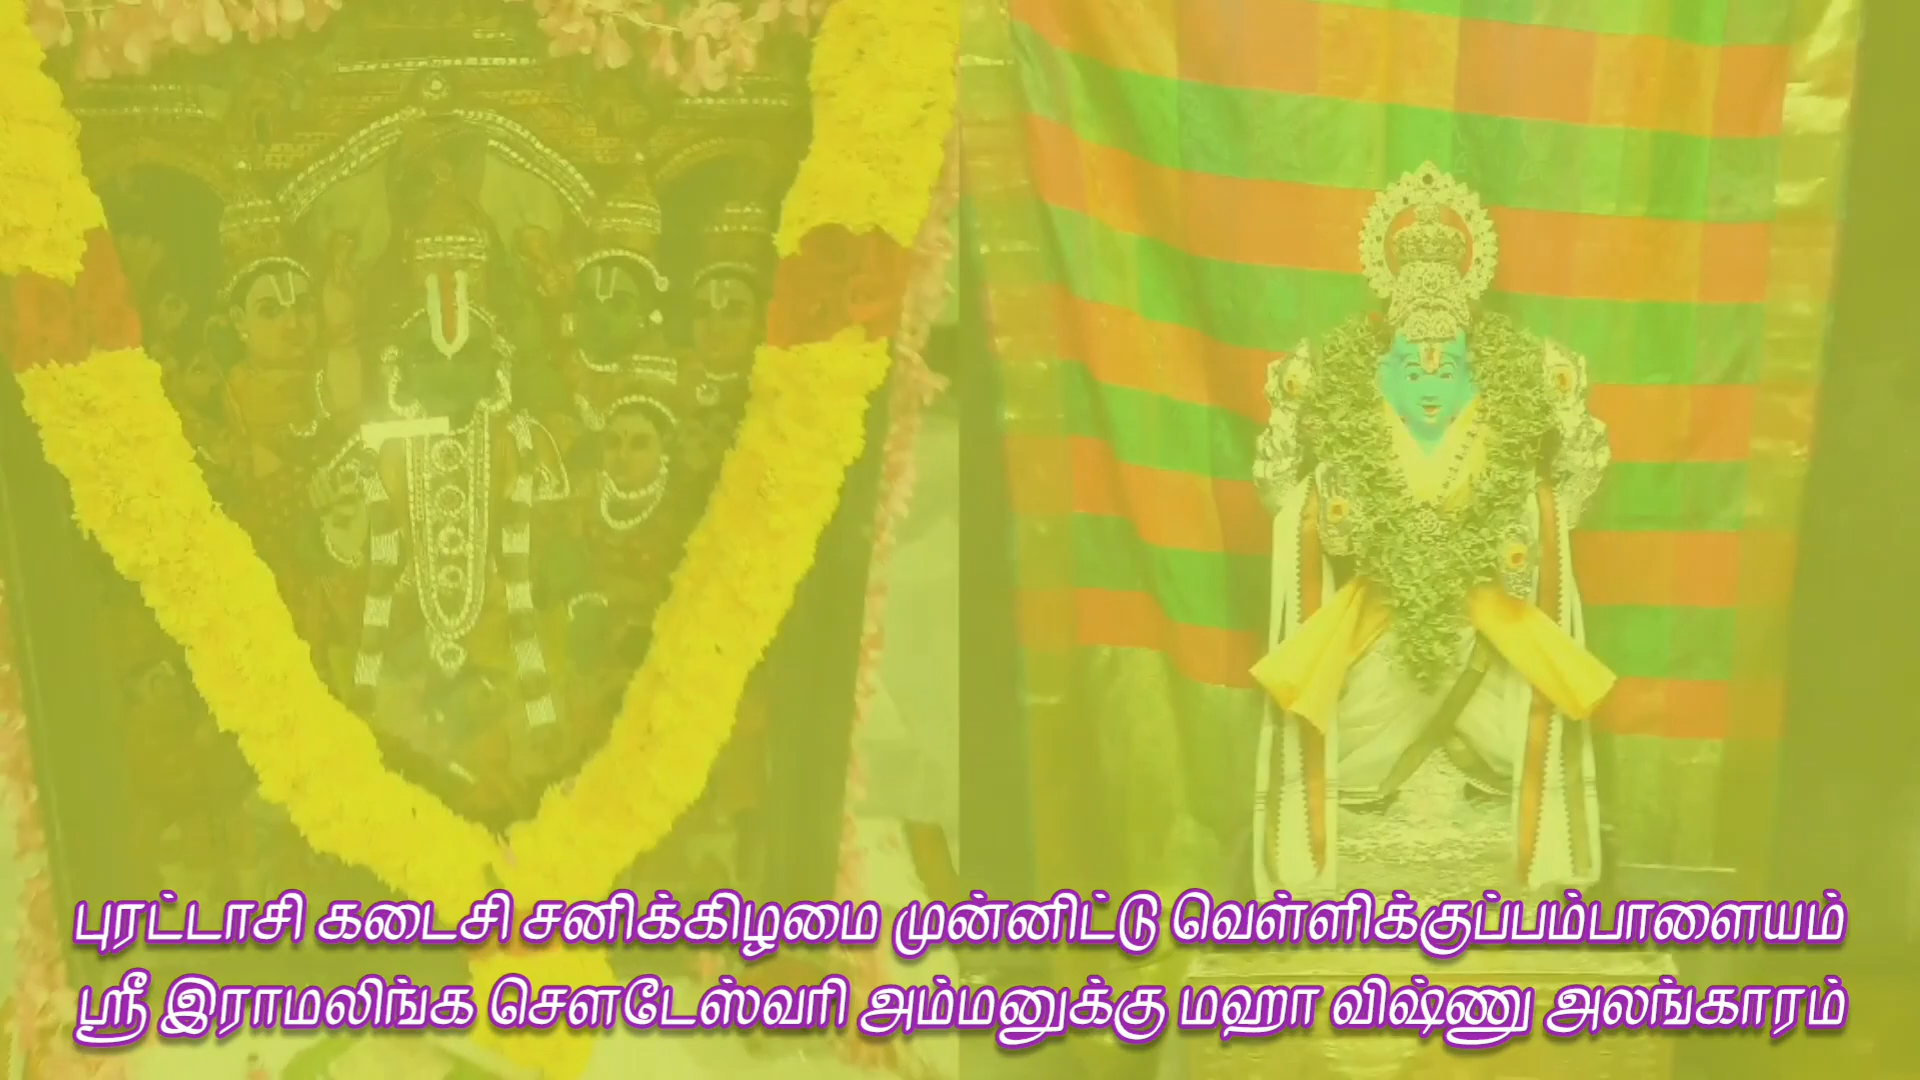 புரட்டாசி கடைசி சனிக்கிழமை முன்னிட்டு வெள்ளிக்குப்பம்பாளையம்
ஸ்ரீ இராமலிங்க சௌடேஸ்வரி அம்மனுக்கு மஹா விஷ்ணு அலங்காரம்